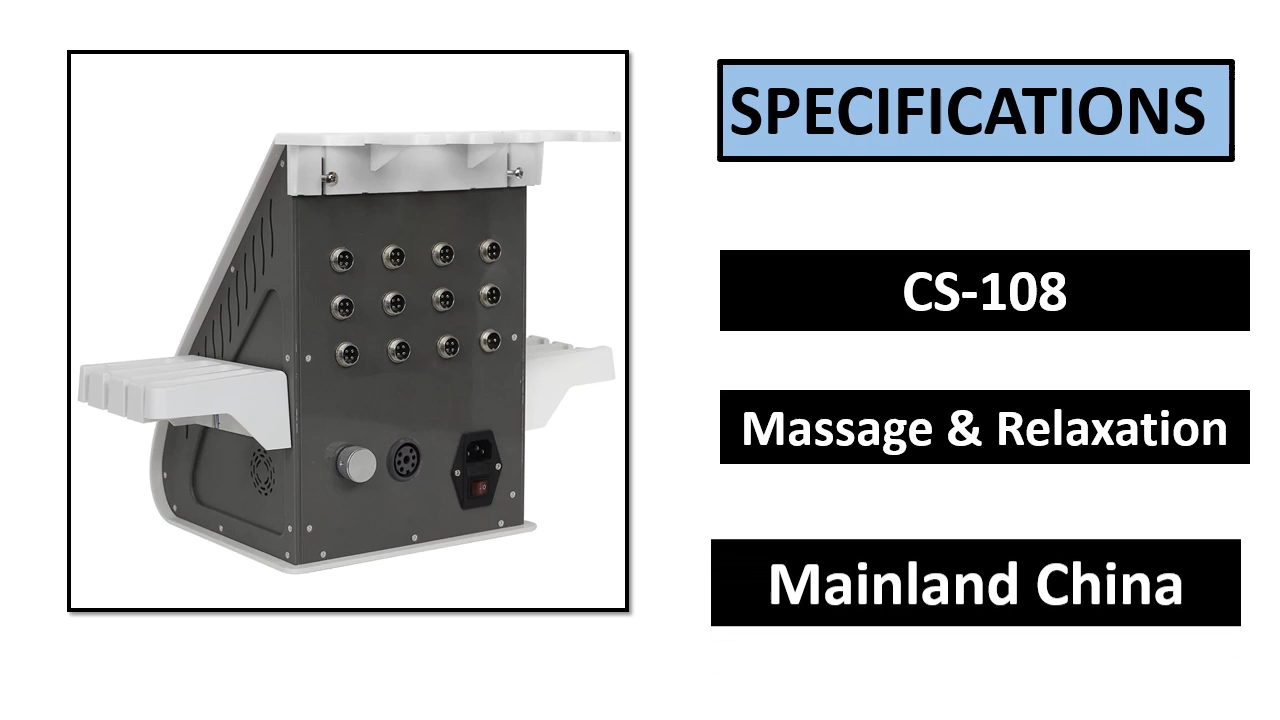 SPECIFICATIONS
CS-108
Massage & Relaxation
Mainland China